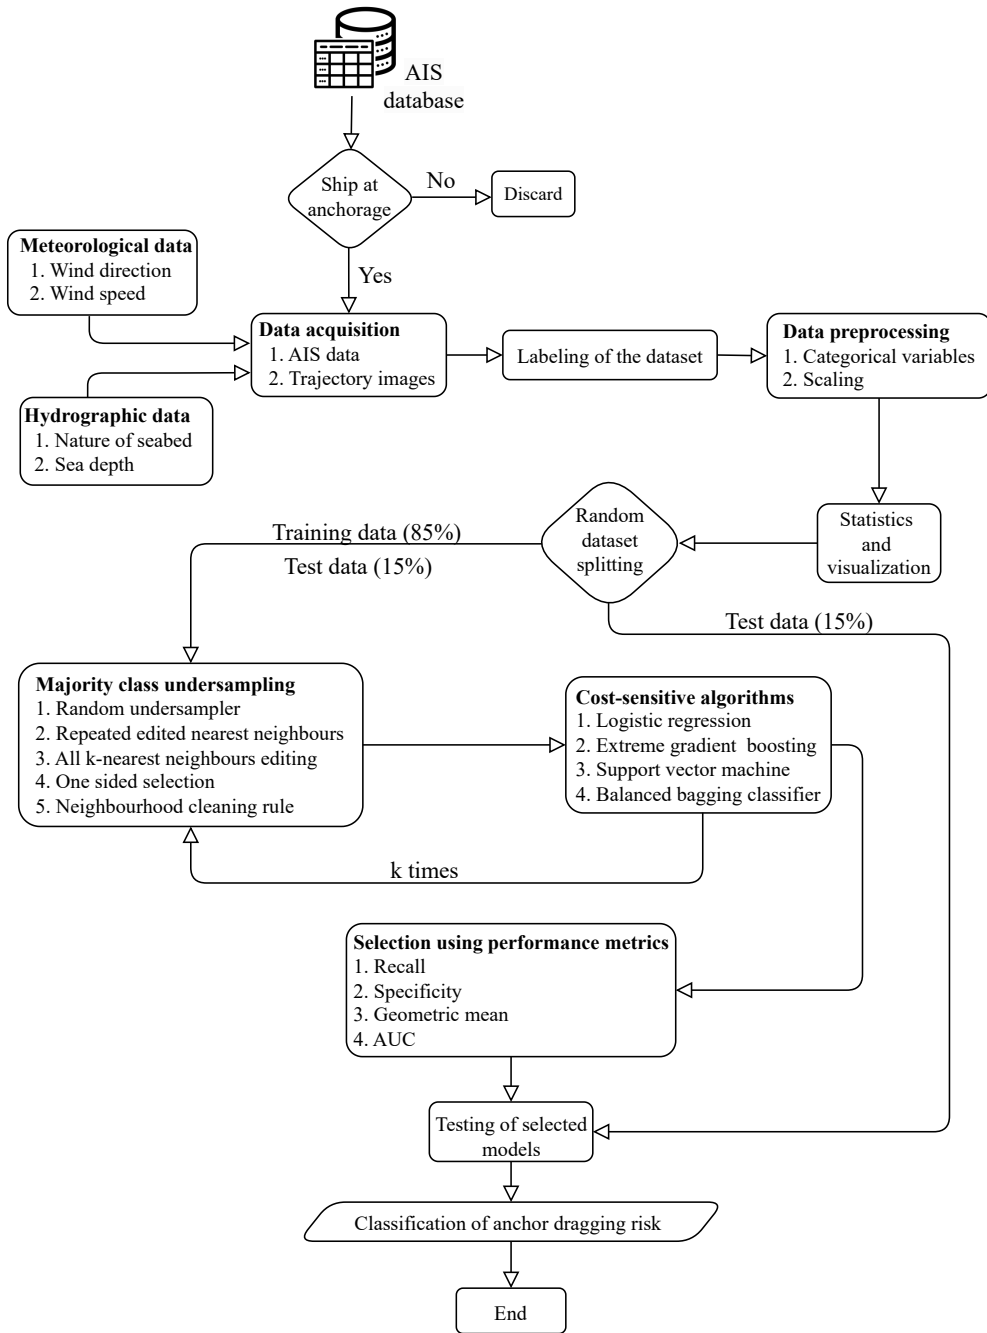 AIS
database
Ship at
anchorage
No
Discard
Yes
Meteorological data
1. Wind direction
2. Wind speed
Data acquisition
1. AIS data
2. Trajectory images
Labeling of the dataset
Data preprocessing
1. Categorical variables
2. Scaling
Hydrographic data
1. Nature of seabed
2. Sea depth
Statistics
and
visualization
Random
dataset
splitting
Training data (85%)
Test data (15%)
Test data (15%)
Majority class undersampling
1. Random undersampler
2. Repeated edited nearest neighbours
3. All k-nearest neighbours editing
4. One sided selection
5. Neighbourhood cleaning rule
Cost-sensitive algorithms
1. Logistic regression
2. Extreme gradient boosting
3. Support vector machine
4. Balanced bagging classifier
k times
Selection using performance metrics
1. Recall
2. Specificity
3. Geometric mean
4. AUC
Testing of selected
models
Classification of anchor dragging risk
End